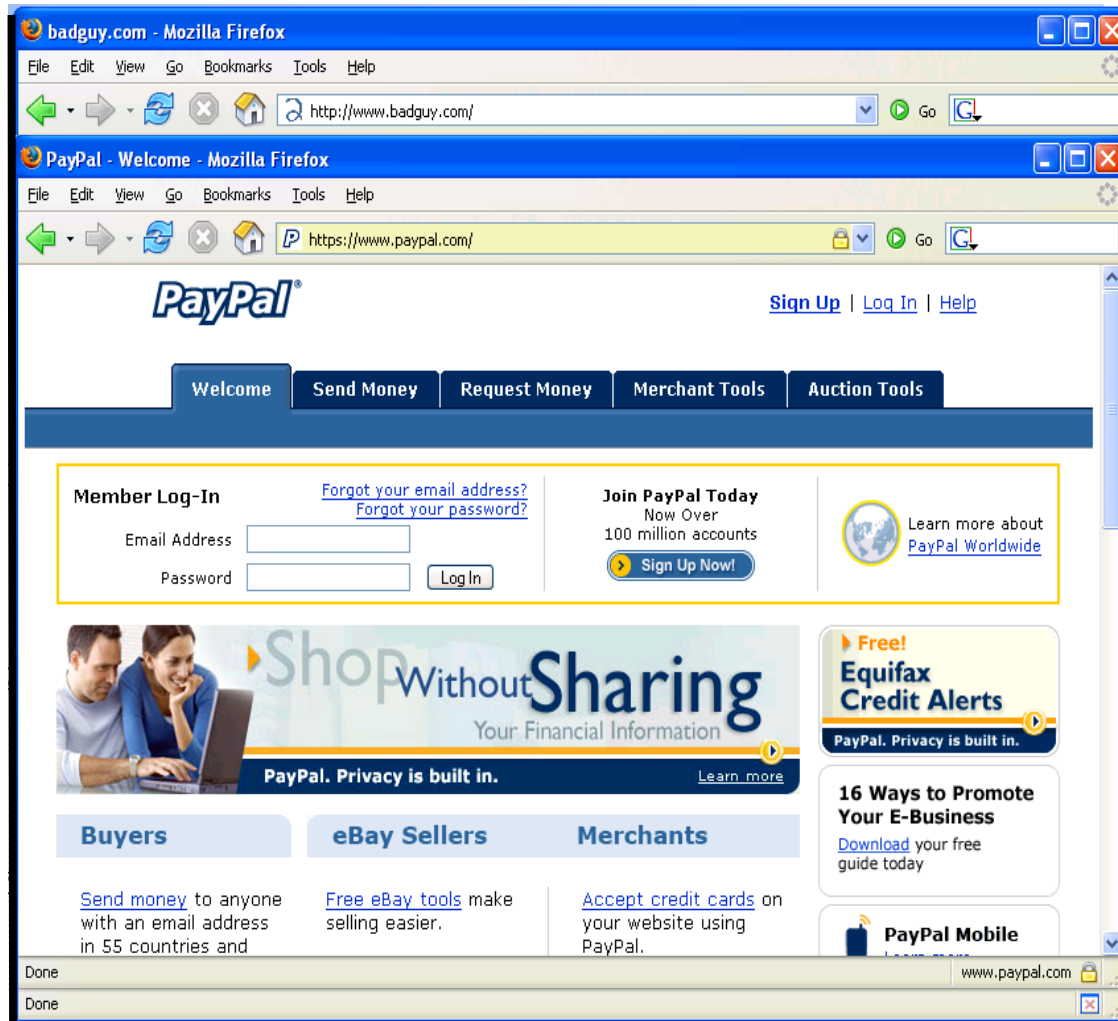 badguy.com - Mozilla Firefox
File Edit View Go Bookmarks Tools Help
http://www.badguy.com/ Go G
PayPal - Welcome - Mozilla Firefox
File Edit View Go Bookmarks Tools Help
P https://www.paypal.com/ Go G
PayPal®
Sign Up | Log In | Help
Welcome Send Money Request Money Merchant Tools Auction Tools
Member Log-In
Forgot your email address?
Forgot your password?
Email Address
Password
Log In
Join PayPal Today
Now Over
100 million accounts
Sign Up Now!
Learn more about
PayPal Worldwide
Shop Without Sharing
Your Financial Information
PayPal. Privacy is built in. Learn more
Free!
Equifax
Credit Alerts
PayPal. Privacy is built in.
16 Ways to Promote
Your E-Business
Download your free
guide today
PayPal Mobile
Buyers
Send money to anyone
with an email address
in 55 countries and
eBay Sellers
Free eBay tools make
selling easier.
Merchants
Accept credit cards on
your website using
PayPal.
Done www.paypal.com
Done